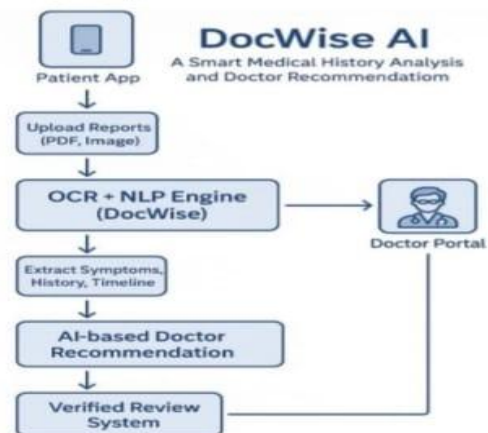 DocWise AI
A Smart Medical History Analysis
and Doctor Recommendatiom
Patient App
Upload Reports
(PDF, Image)
OCR + NLP Engine
(DocWise)
Doctor Portal
Extract Symptoms,
History, Timeline
AI-based Doctor
Recommendation
Verified Review
System